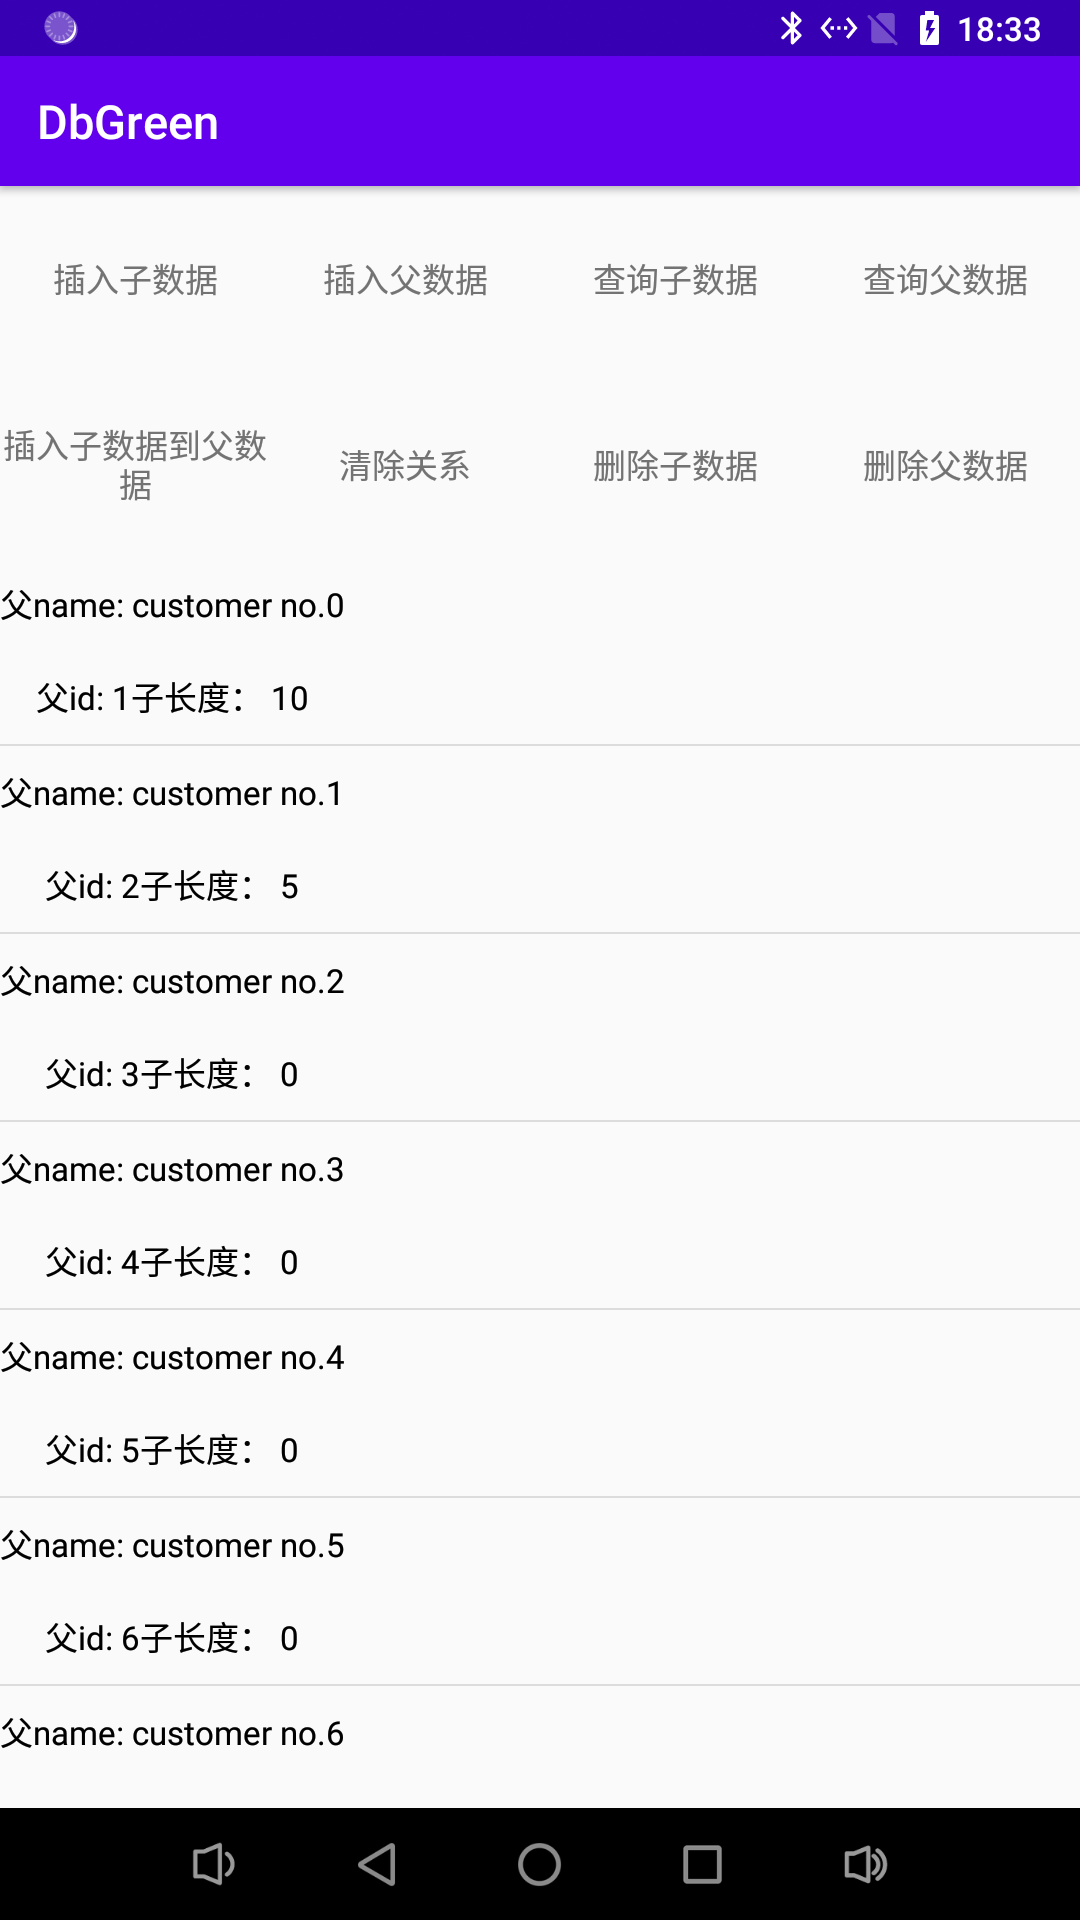 18:33
DbGreen
插入子数据 插入父数据 查询子数据 查询父数据
插入子数据到父数
据 清除关系 删除子数据 删除父数据
父name: customer no.0
父id: 1子长度： 10
父name: customer no.1
父id: 2子长度： 5
父name: customer no.2
父id: 3子长度： 0
父name: customer no.3
父id: 4子长度： 0
父name: customer no.4
父id: 5子长度： 0
父name: customer no.5
父id: 6子长度： 0
父name: customer no.6